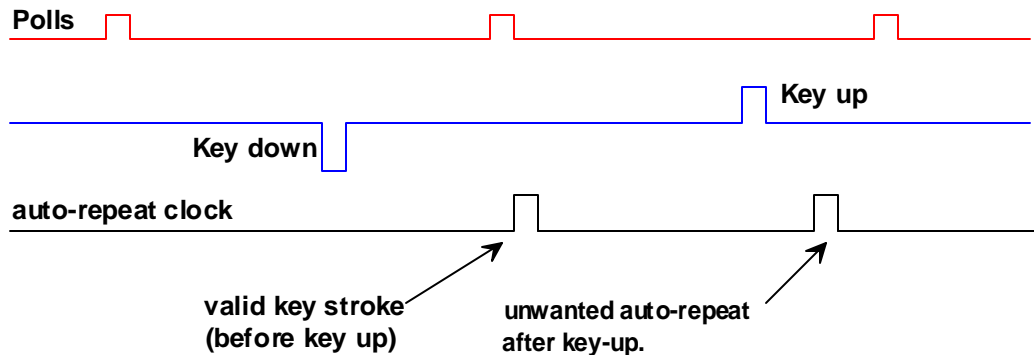 Polls
Key up
Key down
auto-repeat clock
valid key stroke
(before key up)
unwanted auto-repeat
after key-up.